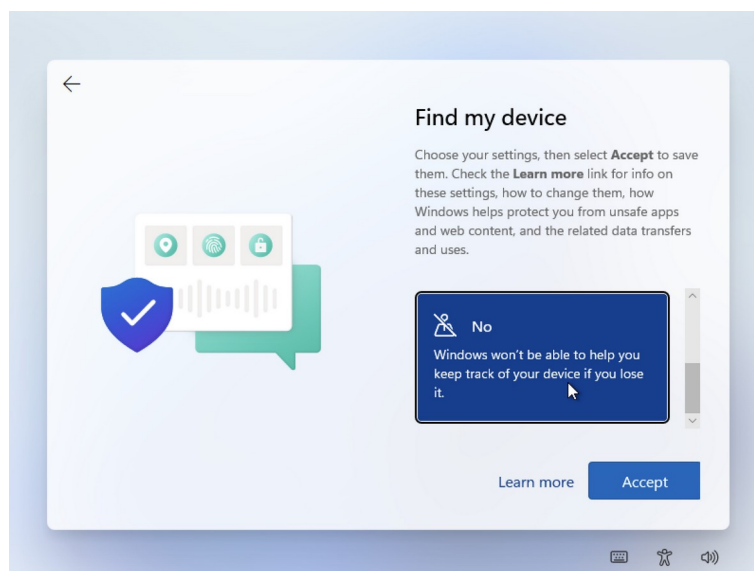 Find my device
Choose your settings, then select Accept to save
them. Check the Learn more link for info on
these settings, how to change them, how
Windows helps protect you from unsafe apps
and web content, and the related data transfers
and uses.
No
Windows won't be able to help you
keep track of your device if you lose
it.
Learn more
Accept